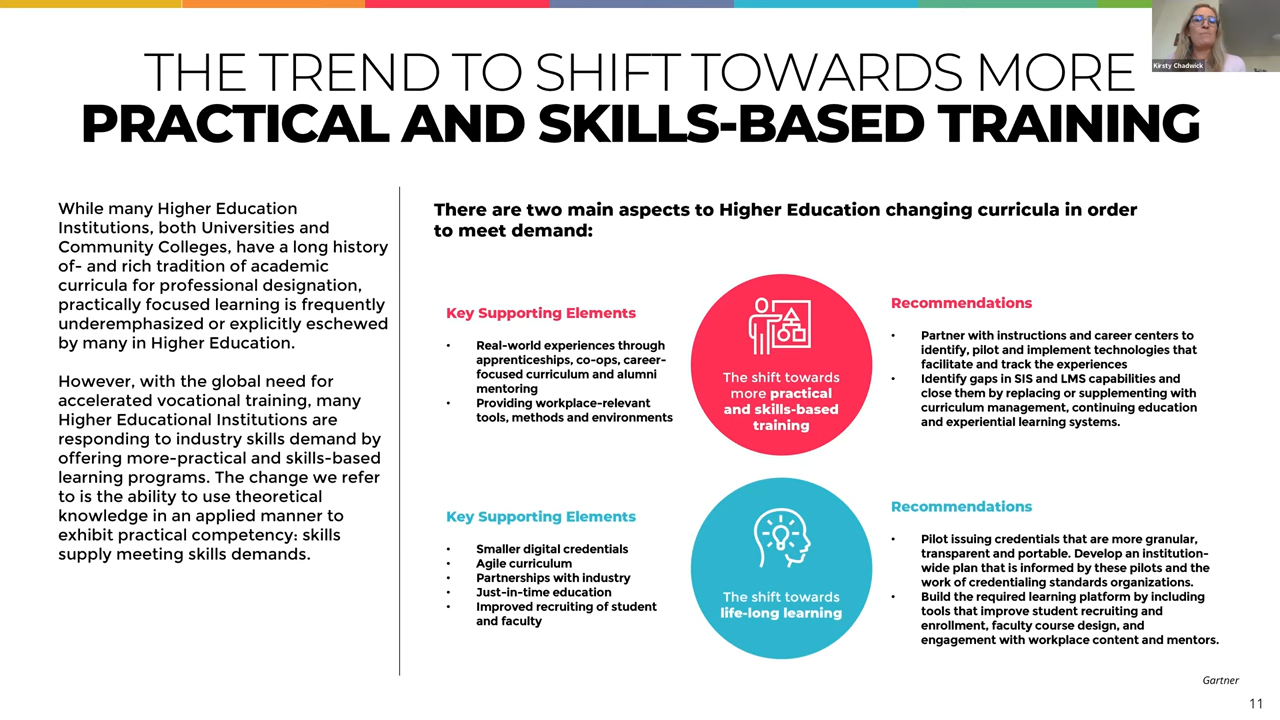 Kirsty Chadwick
THE TREND TO SHIFT TOWARDS MORE
PRACTICAL AND SKILLS-BASED TRAINING
While many Higher Education
Institutions, both Universities and
Community Colleges, have a long history
of- and rich tradition of academic
curricula for professional designation,
practically focused learning is frequently
underemphasized or explicitly eschewed
by many in Higher Education.
However, with the global need for
accelerated vocational training, many
Higher Educational Institutions are
responding to industry skills demand by
offering more-practical and skills-based
learning programs. The change we refer
to is the ability to use theoretical
knowledge in an applied manner to
exhibit practical competency: skills
supply meeting skills demands.
There are two main aspects to Higher Education changing curricula in order
to meet demand:
Key Supporting Elements
• Real-world experiences through
apprenticeships, co-ops, career-
focused curriculum and alumni
mentoring
• Providing workplace-relevant
tools, methods and environments
The shift towards
more practical
and skills-based
training
Recommendations
• Partner with instructions and career centers to
identify, pilot and implement technologies that
facilitate and track the experiences
• Identify gaps in SIS and LMS capabilities and
close them by replacing or supplementing with
curriculum management, continuing education
and experiential learning systems.
Key Supporting Elements
• Smaller digital credentials
• Agile curriculum
• Partnerships with industry
• Just-in-time education
• Improved recruiting of student
and faculty
The shift towards
life-long learning
Recommendations
• Pilot issuing credentials that are more granular,
transparent and portable. Develop an institution-
wide plan that is informed by these pilots and the
work of credentialing standards organizations.
• Build the required learning platform by including
tools that improve student recruiting and
enrollment, faculty course design, and
engagement with workplace content and mentors.
Gartner
11